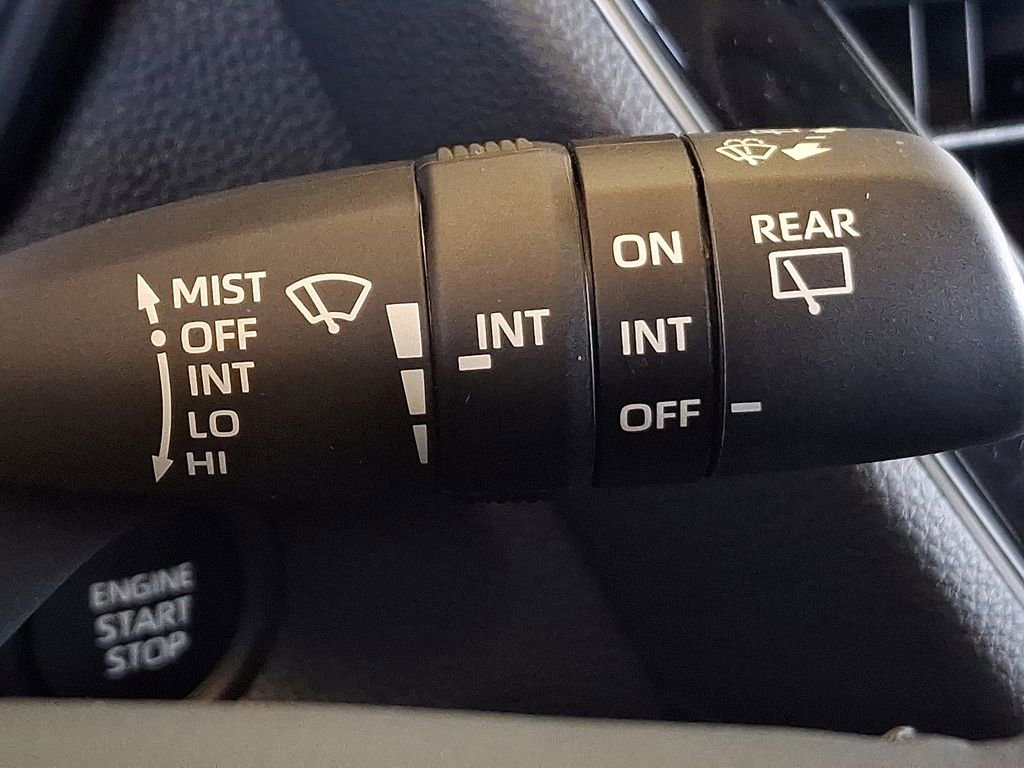 MIST
OFF
INT
LO
HI
INT
ON
INT
OFF
REAR
ENGINE
START
STOP